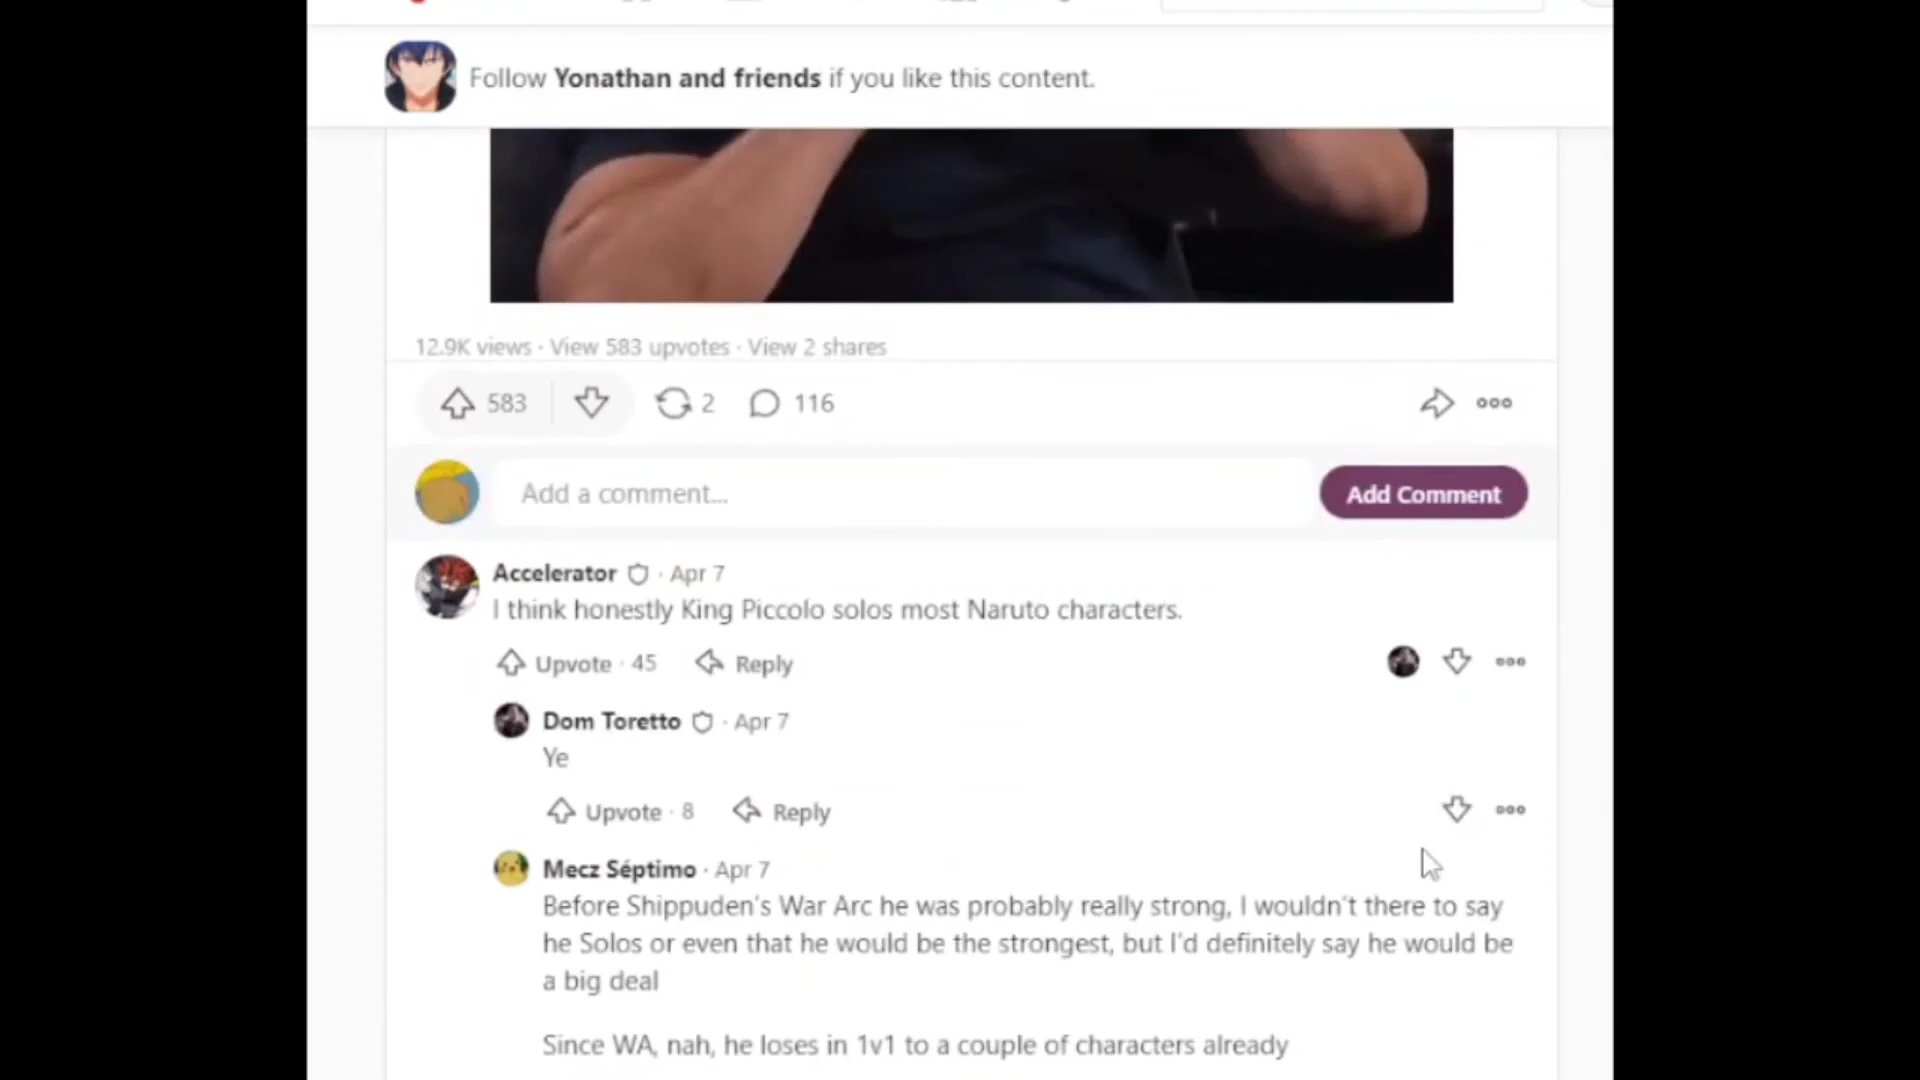 Follow Yonathan and friends if you like this content.
12.9K views · View 583 upvotes · View 2 shares
583
2
116
Add a comment...
Add Comment
Accelerator · Apr 7
I think honestly King Piccolo solos most Naruto characters.
Upvote · 45 Reply
Dom Toretto · Apr 7
Ye
Upvote · 8 Reply
Mecz Séptimo · Apr 7
Before Shippuden's War Arc he was probably really strong, I wouldn't there to say
he Solos or even that he would be the strongest, but I'd definitely say he would be
a big deal
Since WA, nah, he loses in 1v1 to a couple of characters already